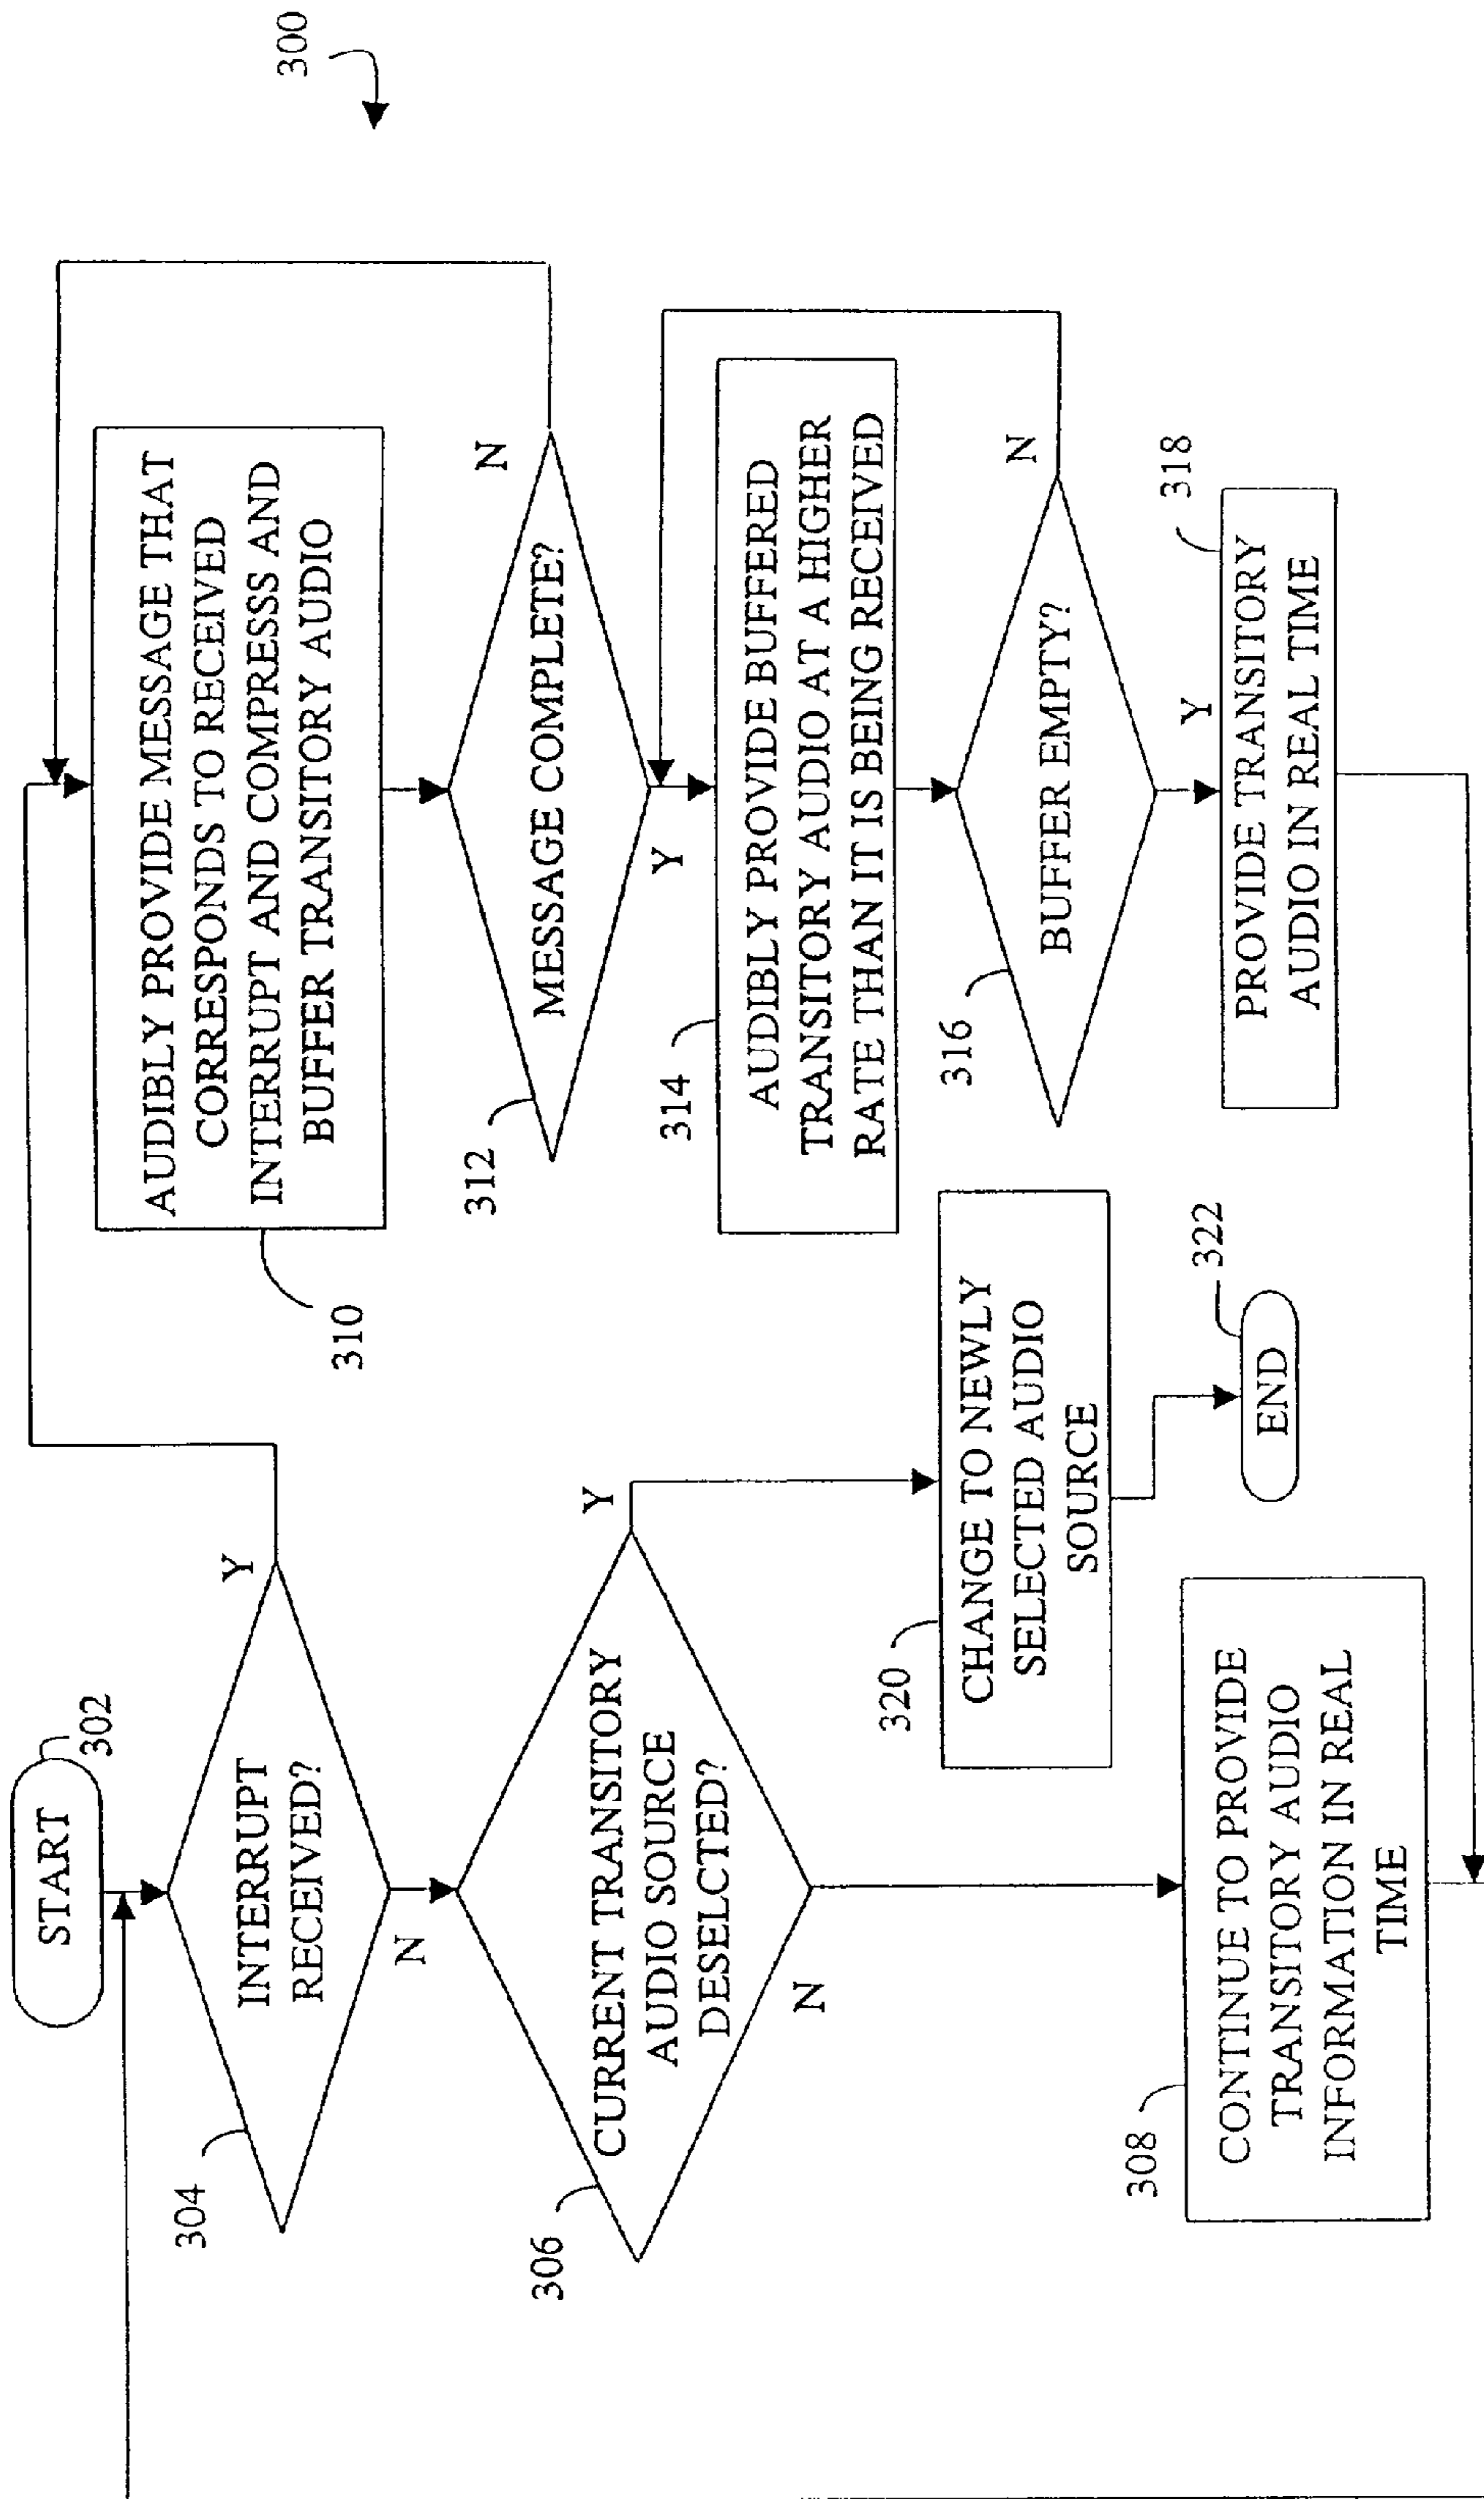 300
START
302
304
INTERRUPT
RECEIVED?
Y
N
306
CURRENT TRANSITORY
AUDIO SOURCE
DESELCTED?
Y
N
308
CONTINUE TO PROVIDE
TRANSITORY AUDIO
INFORMATION IN REAL
TIME
320
CHANGE TO NEWLY
SELECTED AUDIO
SOURCE
322
END
310
AUDIBLY PROVIDE MESSAGE THAT
CORRESPONDS TO RECEIVED
INTERRUPT AND COMPRESS AND
BUFFER TRANSITORY AUDIO
312
MESSAGE COMPLETE?
N
Y
314
AUDIBLY PROVIDE BUFFERED
TRANSITORY AUDIO AT A HIGHER
RATE THAN IT IS BEING RECEIVED
316
BUFFER EMPTY?
N
Y
318
PROVIDE TRANSITORY
AUDIO IN REAL TIME